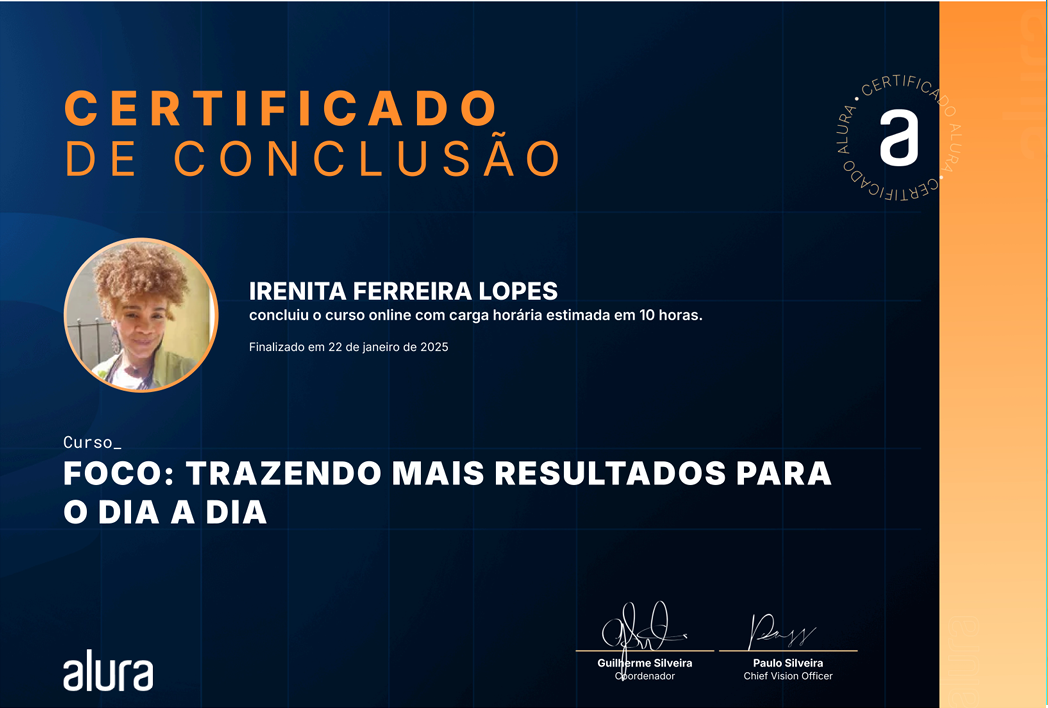 CERTIFICADO
DE CONCLUSÃO
CERTIFICADO ALURA • CERTIFICADO ALURA •
a
IRENITA FERREIRA LOPES
concluiu o curso online com carga horária estimada em 10 horas.
Finalizado em 22 de janeiro de 2025
Curso_
FOCO: TRAZENDO MAIS RESULTADOS PARA
O DIA A DIA
alura
Guilherme Silveira
Coordenador
Paulo Silveira
Chief Vision Officer